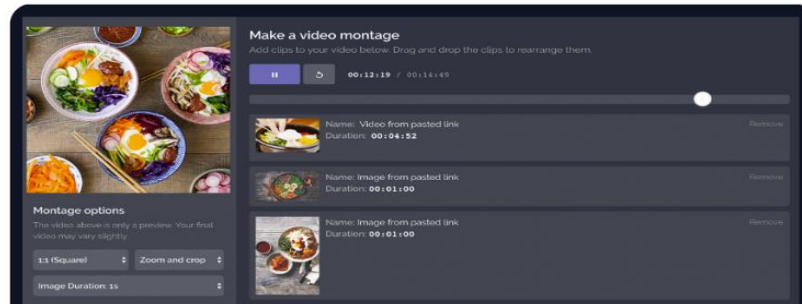 Make a video montage
Add clips to your video below. Drag and drop the clips to rearrange them.
00:12:19 / 00:14:49
Name: Video from pasted link
Remove
Duration: 00:04:52
Name: Image from pasted link
Remove
Duration: 00:01:00
Name: Image from pasted link
Remove
Duration: 00:01:00
Montage options
The video above is only a preview. Your final
video may vary slightly.
1:1 (Square)
Zoom and crop
Image Duration: 1s